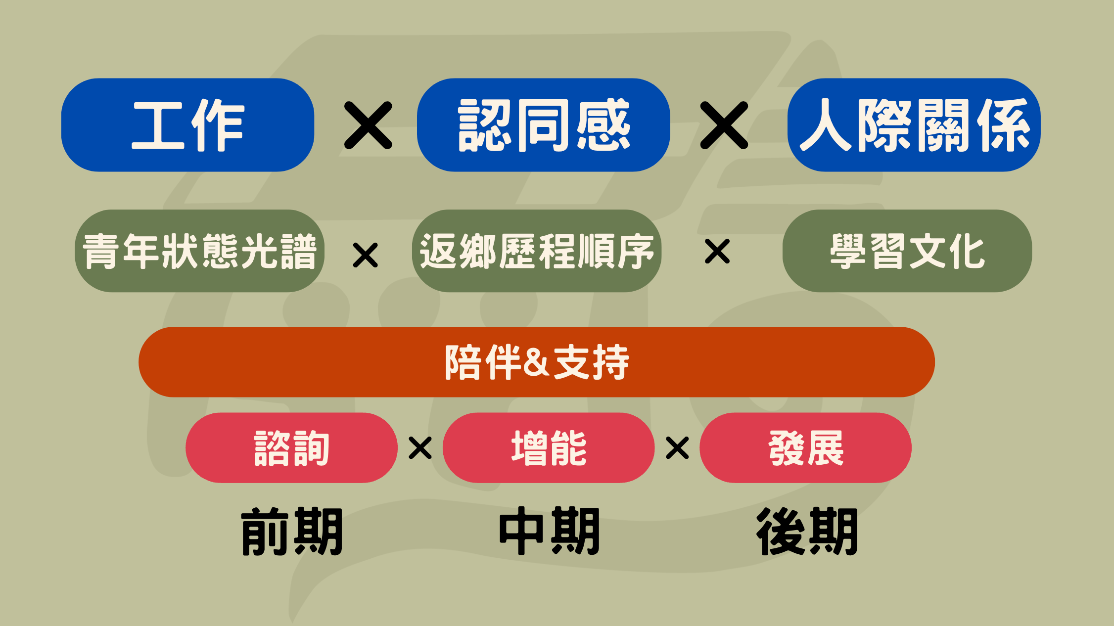 工作 × 認同感 × 人際關係
青年狀態光譜 × 返鄉歷程順序 × 學習文化
陪伴&支持
諮詢 × 增能 × 發展
前期 中期 後期